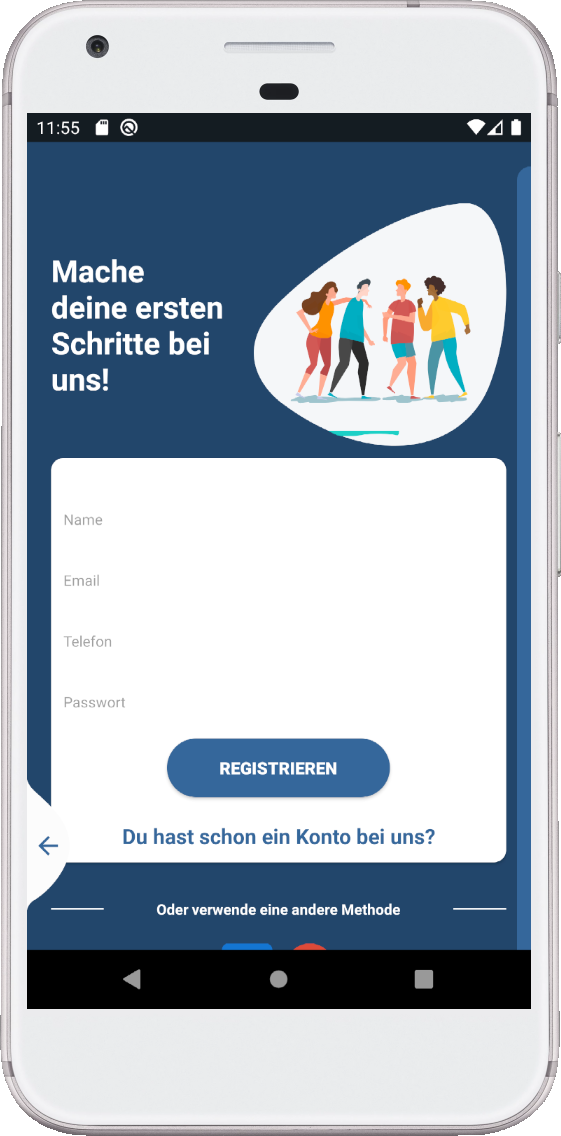 11:55
Mache
deine ersten
Schritte bei
uns!
Name
Email
Telefon
Passwort
REGISTRIEREN
Du hast schon ein Konto bei uns?
Oder verwende eine andere Methode